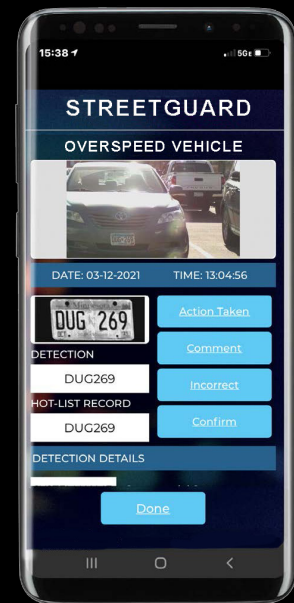 15:38
5GE
STREETGUARD
OVERSPEED VEHICLE
DATE: 03-12-2021 TIME: 13:04:56
DUG 269
Action Taken
DETECTION
Comment
DUG269
Incorrect
HOT-LIST RECORD
DUG269
Confirm
DETECTION DETAILS
Done